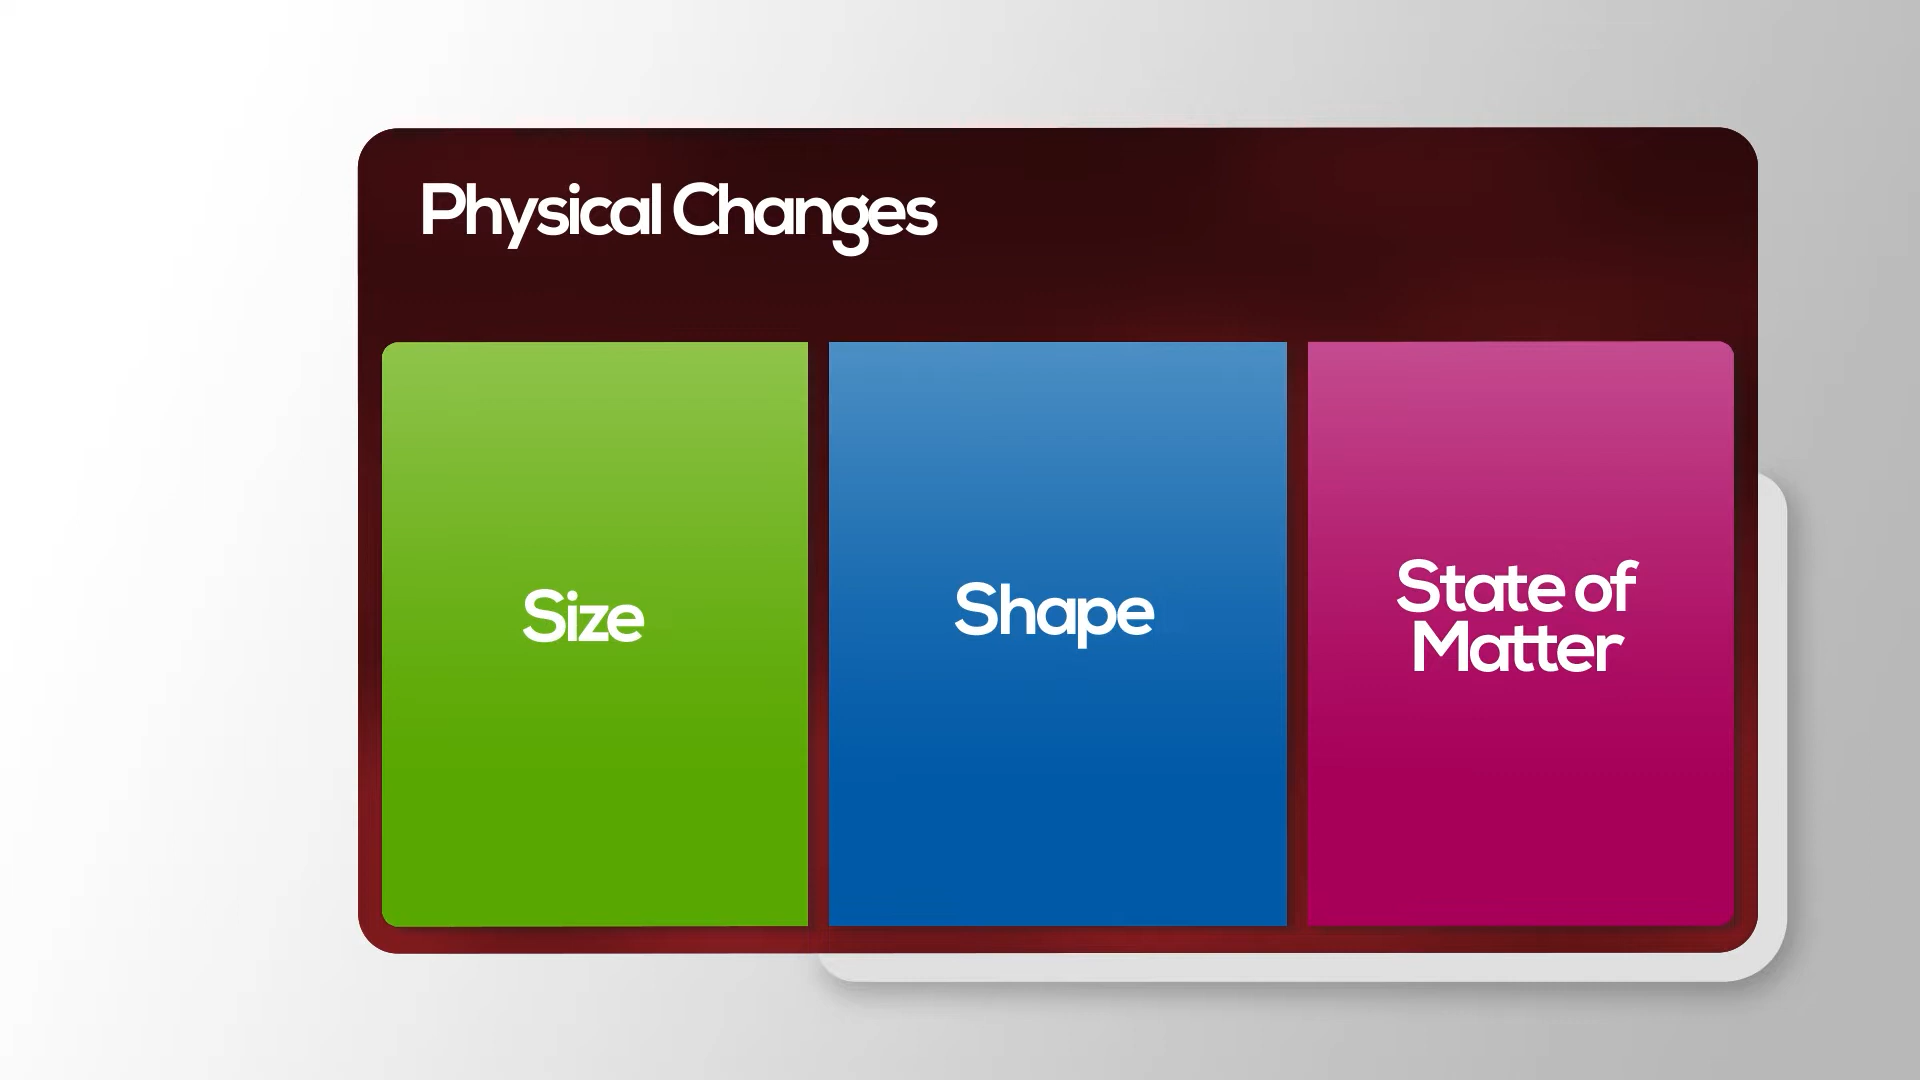 Physical Changes
Size
Shape
State of
Matter